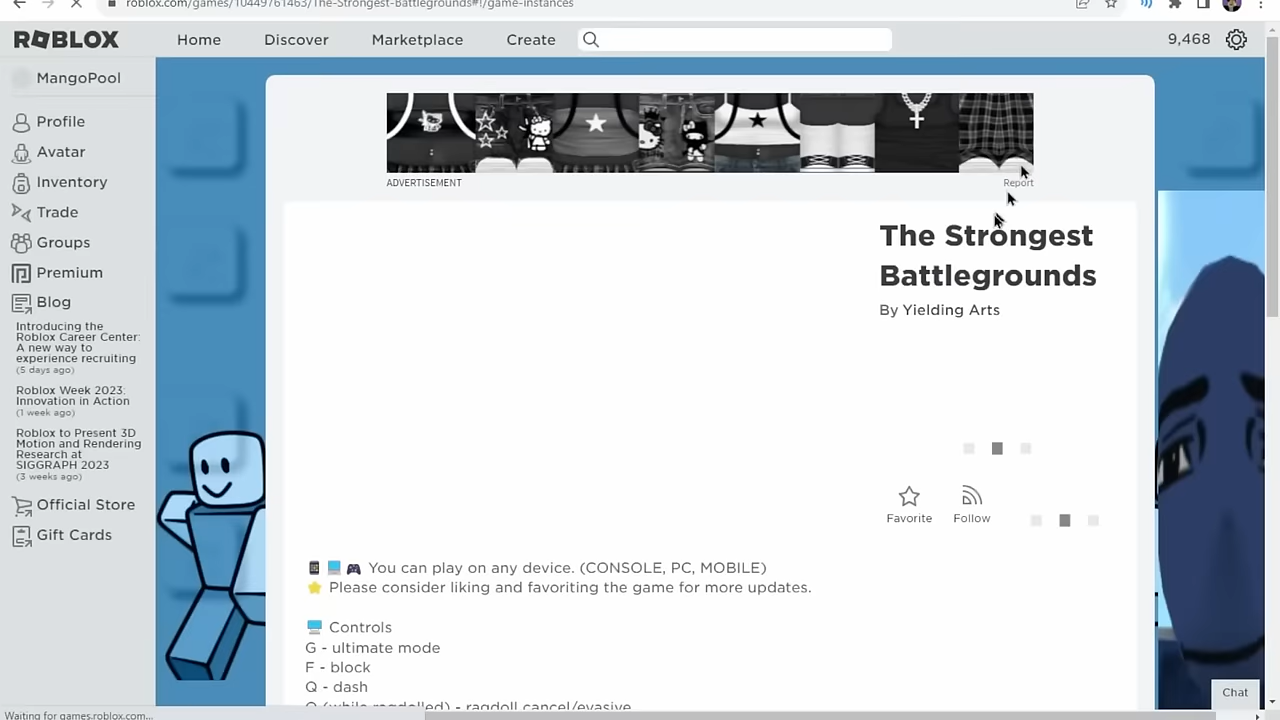 roblox.com/games/10449761463/The-Strongest-Battlegrounds#!/game-instances
ROBLOX
Home
Discover
Marketplace
Create
9,468
MangoPool
Profile
Avatar
Inventory
Trade
Groups
Premium
Blog
Introducing the
Roblox Career Center:
A new way to
experience recruiting
(5 days ago)
Roblox Week 2023:
Innovation in Action
(1 week ago)
Roblox to Present 3D
Motion and Rendering
Research at
SIGGRAPH 2023
(3 weeks ago)
Official Store
Gift Cards
ADVERTISEMENT
Report
The Strongest
Battlegrounds
By Yielding Arts
Favorite
Follow
You can play on any device. (CONSOLE, PC, MOBILE)
Please consider liking and favoriting the game for more updates.
Controls
G - ultimate mode
F - block
Q - dash
Q (while ragdolled) - ragdoll cancel/evasive
Chat
Waiting for games.roblox.com...